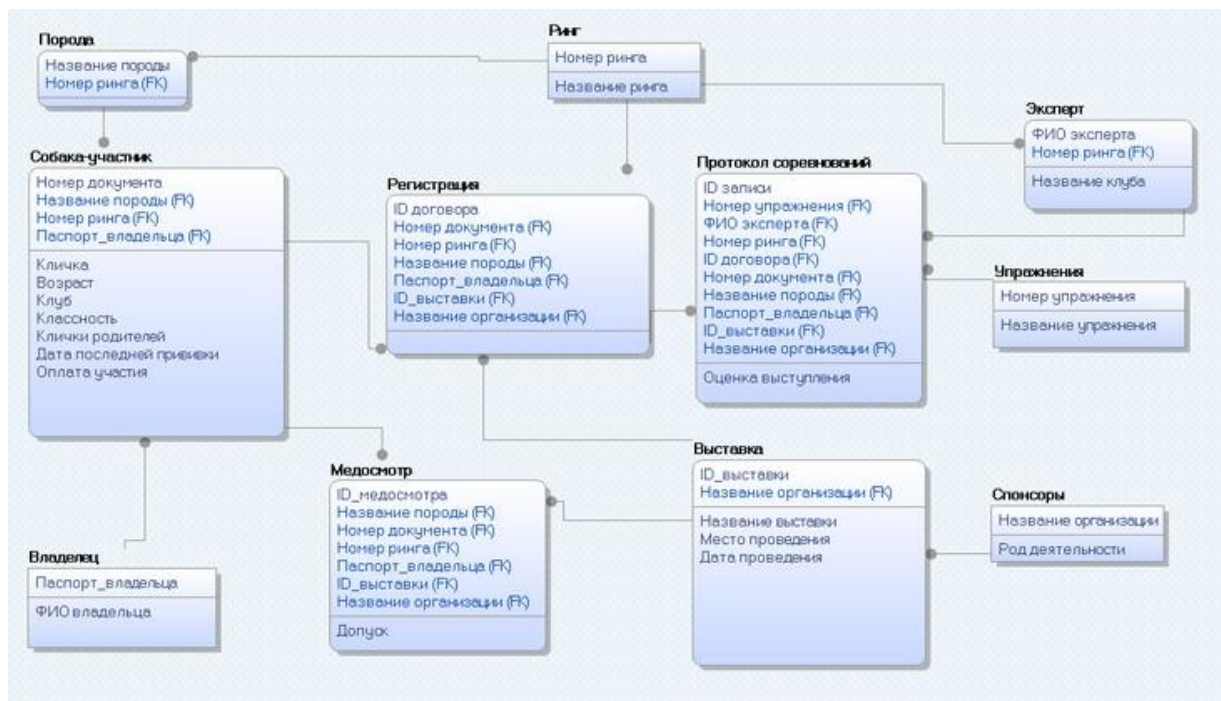 Порода
Название породы
Номер ринга (FK)
Ринг
Номер ринга
Название ринга
Эксперт
ФИО эксперта
Номер ринга (FK)
Название клуба
Собака-участник
Номер документа
Название породы (FK)
Номер ринга (FK)
Паспорт_владельца (FK)
Кличка
Возраст
Клуб
Классность
Клички родителей
Дата последней прививки
Оплата участия
Регистрация
ID договора
Номер документа (FK)
Номер ринга (FK)
Название породы (FK)
Паспорт_владельца (FK)
ID_выставки (FK)
Название организации (FK)
Протокол соревнований
ID записи
Номер упражнения (FK)
ФИО эксперта (FK)
Номер ринга (FK)
ID договора (FK)
Номер документа (FK)
Название породы (FK)
Паспорт_владельца (FK)
ID_выставки (FK)
Название организации (FK)
Оценка выступления
Упражнения
Номер упражнения
Название упражнения
Владелец
Паспорт_владельца
ФИО владельца
Медосмотр
ID_медосмотра
Название породы (FK)
Номер документа (FK)
Номер ринга (FK)
Паспорт_владельца (FK)
ID_выставки (FK)
Название организации (FK)
Допуск
Выставка
ID_выставки
Название организации (FK)
Название выставки
Место проведения
Дата проведения
Спонсоры
Название организации
Род деятельности